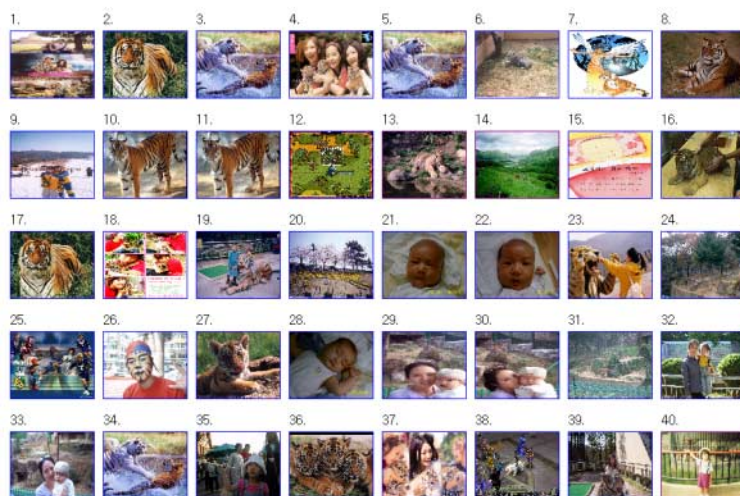 1. 2. 3. 4. 5. 6. 7. 8.
9. 10. 11. 12. 13. 14. 15. 16.
17. 18. 19. 20. 21. 22. 23. 24.
25. 26. 27. 28. 29. 30. 31. 32.
33. 34. 35. 36. 37. 38. 39. 40.